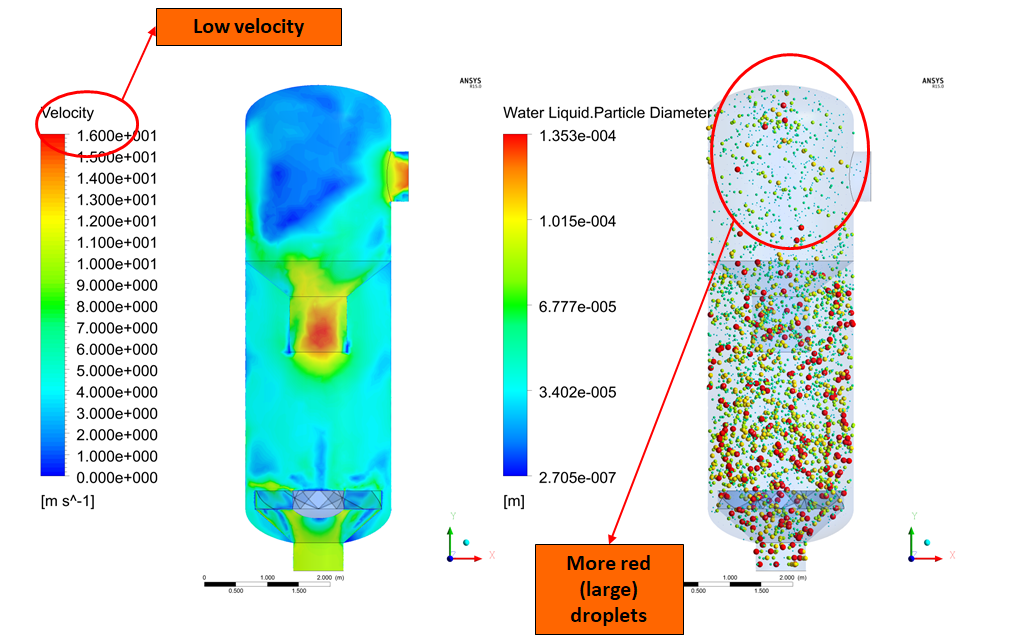 Low velocity
ANSYS
R15.0
Velocity
1.600e+001
1.500e+001
1.400e+001
1.300e+001
1.200e+001
1.100e+001
1.000e+001
9.000e+000
8.000e+000
7.000e+000
6.000e+000
5.000e+000
4.000e+000
3.000e+000
2.000e+000
1.000e+000
0.000e+000
[m s^-1]
0 1.000 2.000 (m)
0.500 1.500
Y
X
ANSYS
R15.0
Water Liquid.Particle Diameter
1.353e-004
1.015e-004
6.777e-005
3.402e-005
2.705e-007
[m]
1.000 2.000 (m)
0.500 1.500
Y
X
More red
(large)
droplets